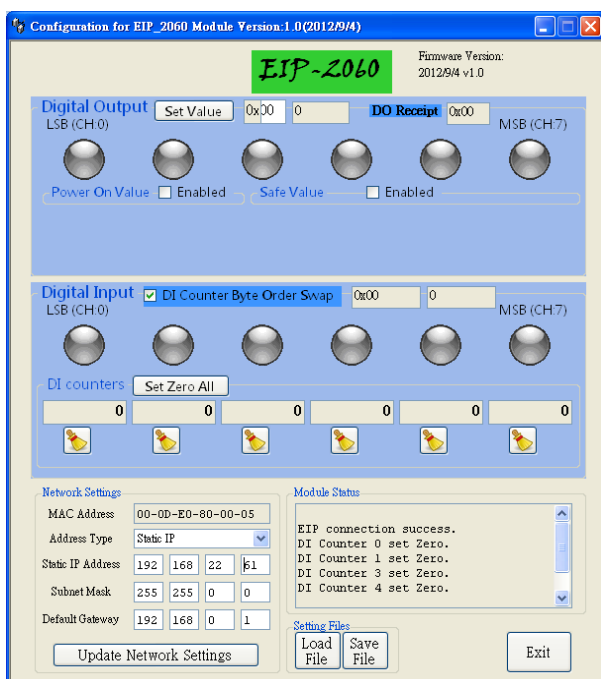 Configuration for EIP_2060 Module Version:1.0(2012/9/4)
EIP-2060
Firmware Version:
2012/9/4 v1.0
Digital Output Set Value 0x00 0 DO Receipt 0x00
LSB (CH:0) MSB (CH:7)
Power On Value Enabled Safe Value Enabled
Digital Input DI Counter Byte Order Swap 0x00 0
LSB (CH:0) MSB (CH:7)
DI counters Set Zero All
0 0 0 0 0 0
Network Settings
MAC Address 00-0D-E0-80-00-05
Address Type Static IP
Static IP Address 192 168 22 61
Subnet Mask 255 255 0 0
Default Gateway 192 168 0 1
Update Network Settings
Module Status
EIP connection success.
DI Counter 0 set Zero.
DI Counter 1 set Zero.
DI Counter 3 set Zero.
DI Counter 4 set Zero.
Setting Files
Load File
Save File
Exit